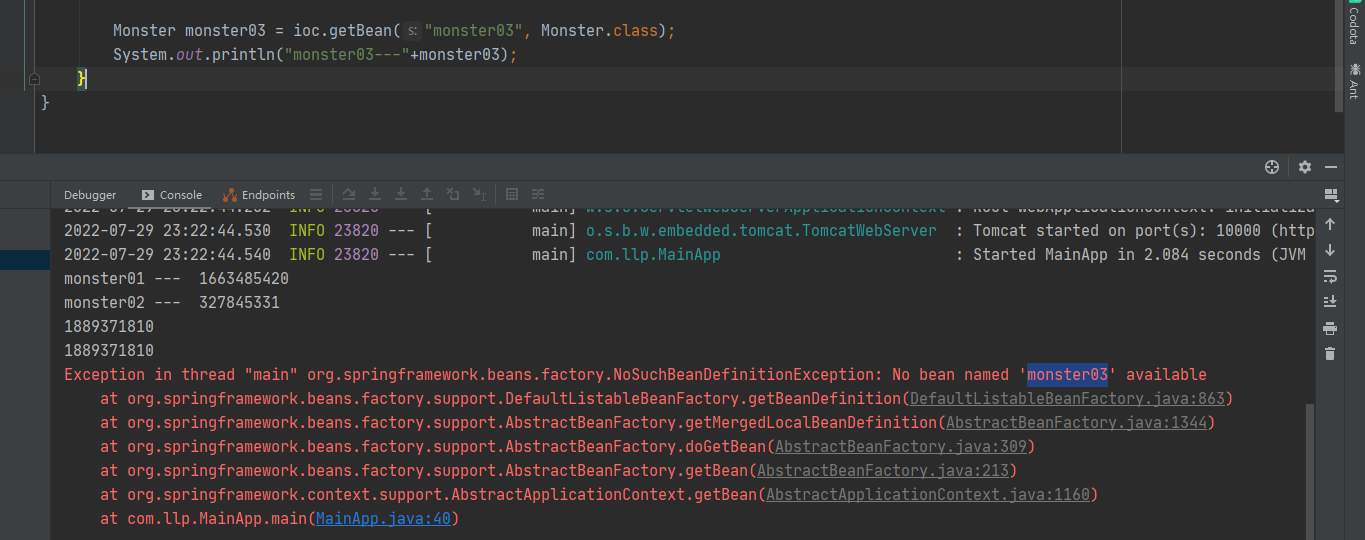 Monster monster03 = ioc.getBean( s: "monster03", Monster.class);
System.out.println("monster03---"+monster03);
}
}
Codota
Ant
Debugger Console Endpoints
INFO 23820 --- [ main] w.s.c.ServletWebServerApplicationContext : Root WebApplicationContext: initializa
2022-07-29 23:22:44.530 INFO 23820 --- [ main] o.s.b.w.embedded.tomcat.TomcatWebServer : Tomcat started on port(s): 10000 (http
2022-07-29 23:22:44.540 INFO 23820 --- [ main] com.llp.MainApp : Started MainApp in 2.084 seconds (JVM
monster01 --- 1663485420
monster02 --- 327845331
1889371810
1889371810
Exception in thread "main" org.springframework.beans.factory.NoSuchBeanDefinitionException: No bean named 'monster03' available
at org.springframework.beans.factory.support.DefaultListableBeanFactory.getBeanDefinition(DefaultListableBeanFactory.java:863)
at org.springframework.beans.factory.support.AbstractBeanFactory.getMergedLocalBeanDefinition(AbstractBeanFactory.java:1344)
at org.springframework.beans.factory.support.AbstractBeanFactory.doGetBean(AbstractBeanFactory.java:309)
at org.springframework.beans.factory.support.AbstractBeanFactory.getBean(AbstractBeanFactory.java:213)
at org.springframework.context.support.AbstractApplicationContext.getBean(AbstractApplicationContext.java:1160)
at com.llp.MainApp.main(MainApp.java:40)